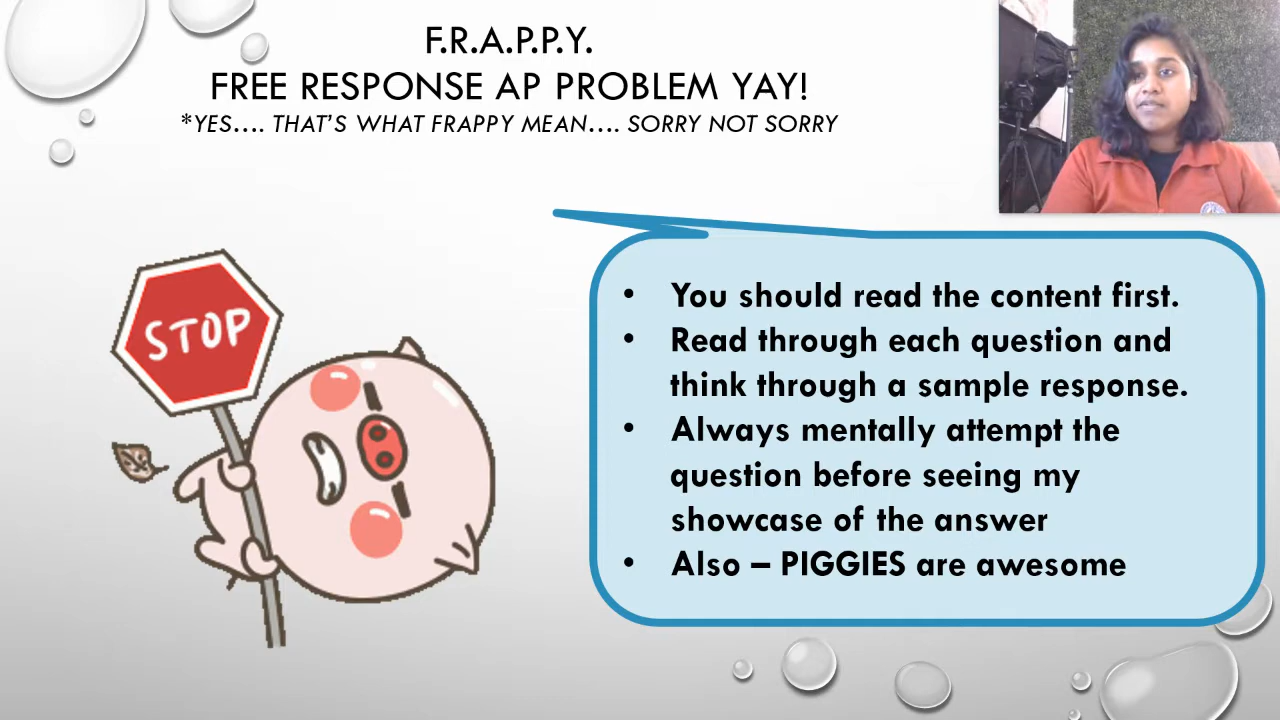 F.R.A.P.P.Y.
FREE RESPONSE AP PROBLEM YAY!
*YES.... THAT'S WHAT FRAPPY MEAN.... SORRY NOT SORRY
STOP
• You should read the content first.
• Read through each question and
think through a sample response.
• Always mentally attempt the
question before seeing my
showcase of the answer
• Also – PIGGIES are awesome